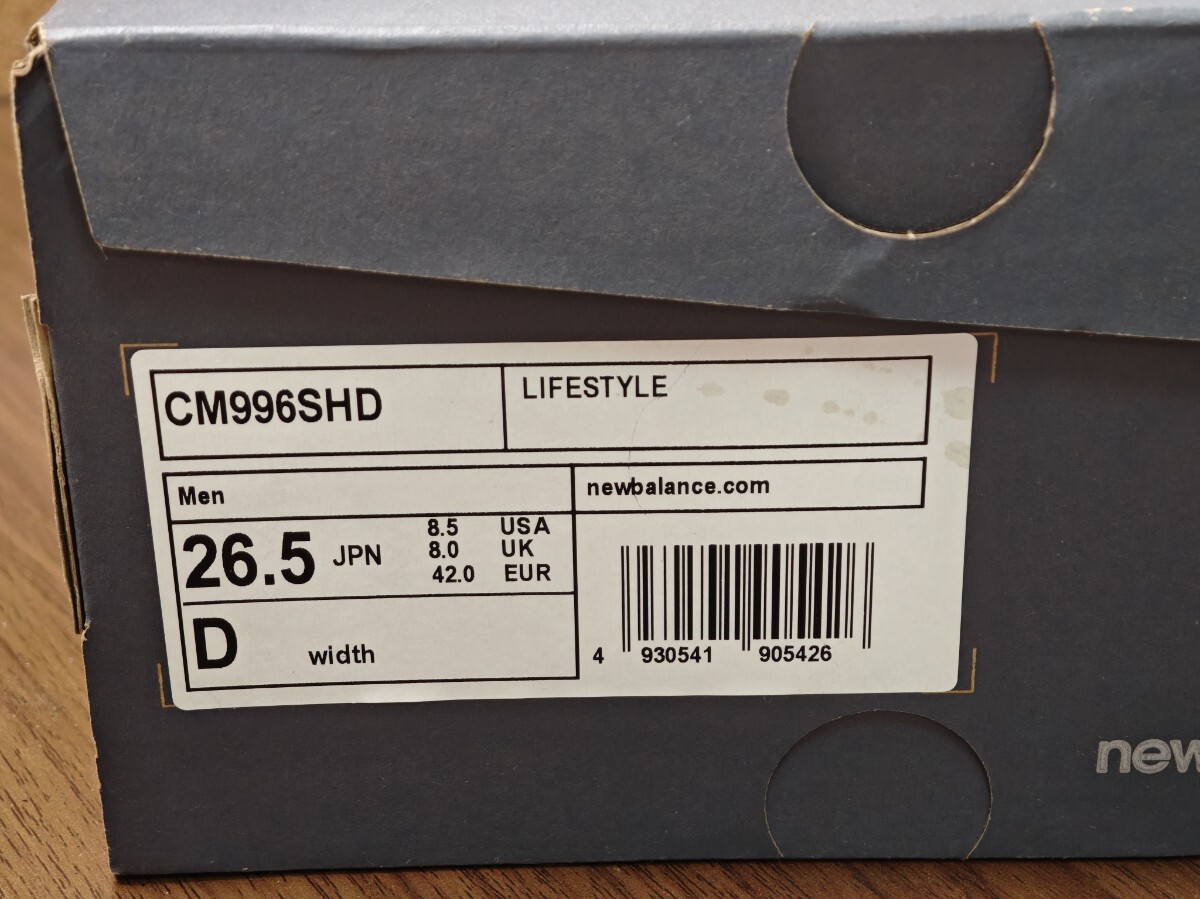 CM996SHD
LIFESTYLE
Men
newbalance.com
26.5 JPN
8.5 USA
8.0 UK
42.0 EUR
D width
4 930541 905426
new